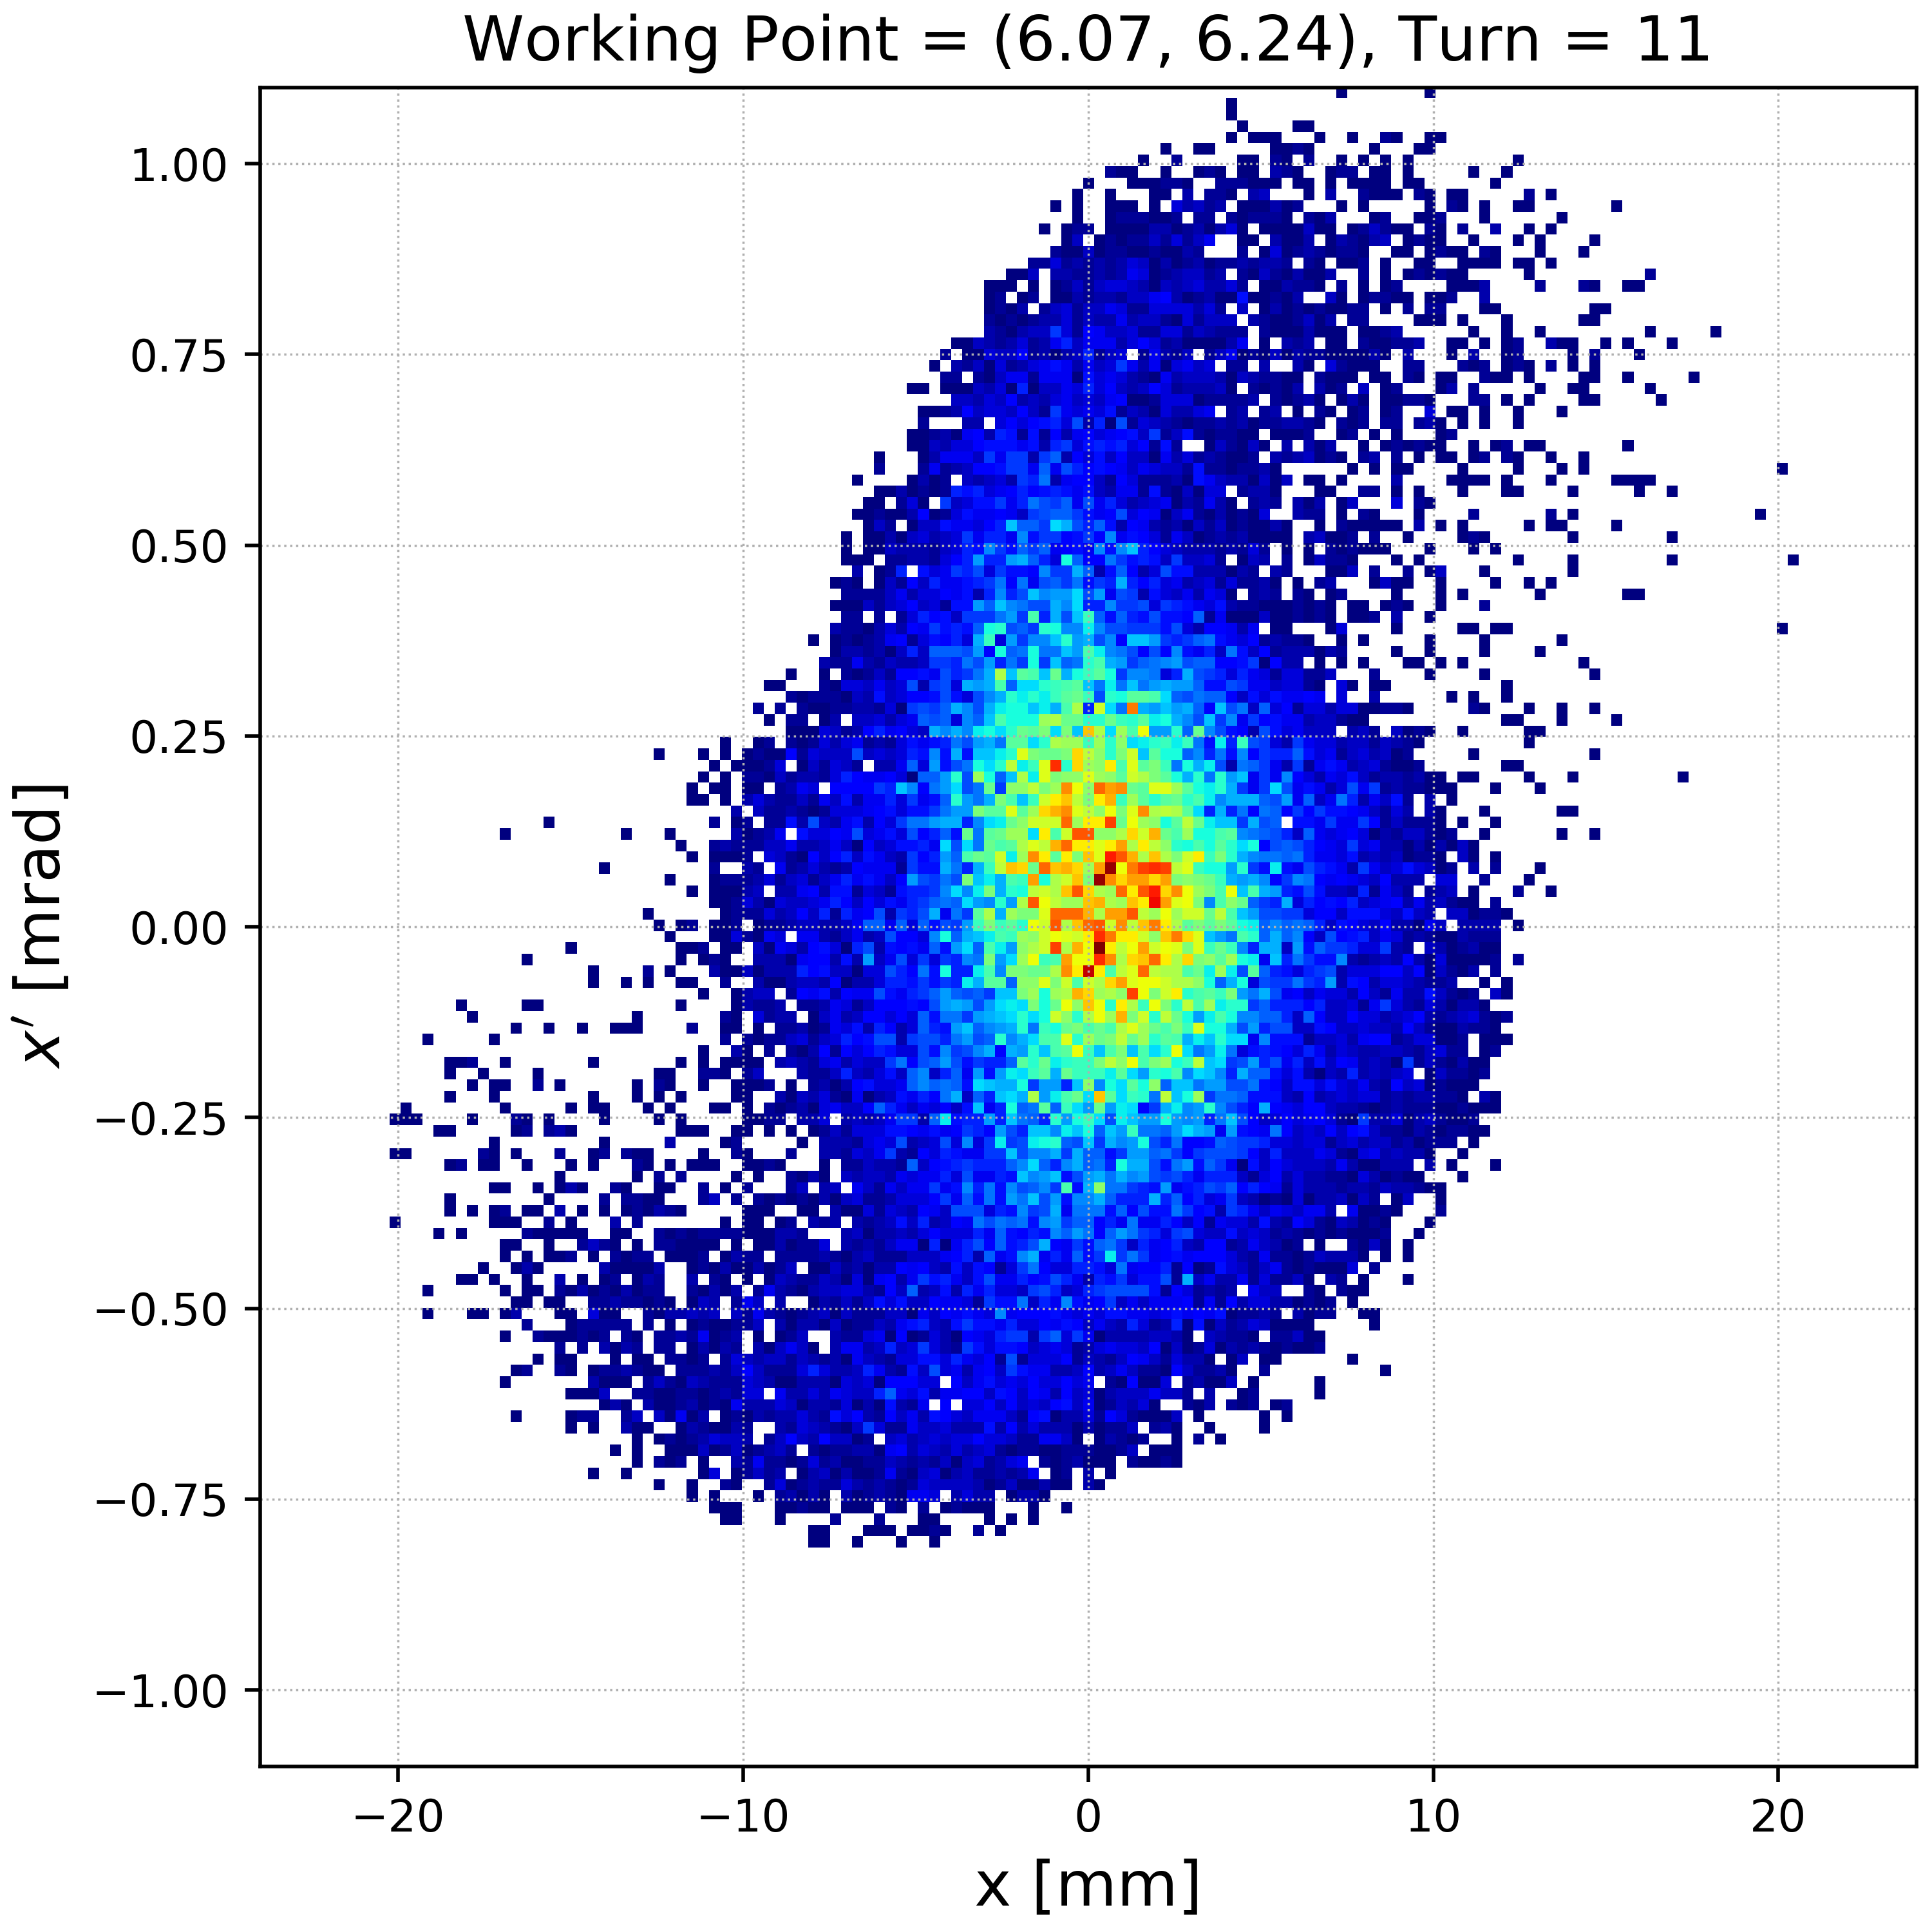 Working Point = (6.07, 6.24), Turn = 11
1.00
0.75
0.50
0.25
0.00
−0.25
−0.50
−0.75
−1.00
x′ [mrad]
−20 −10 0 10 20
x [mm]